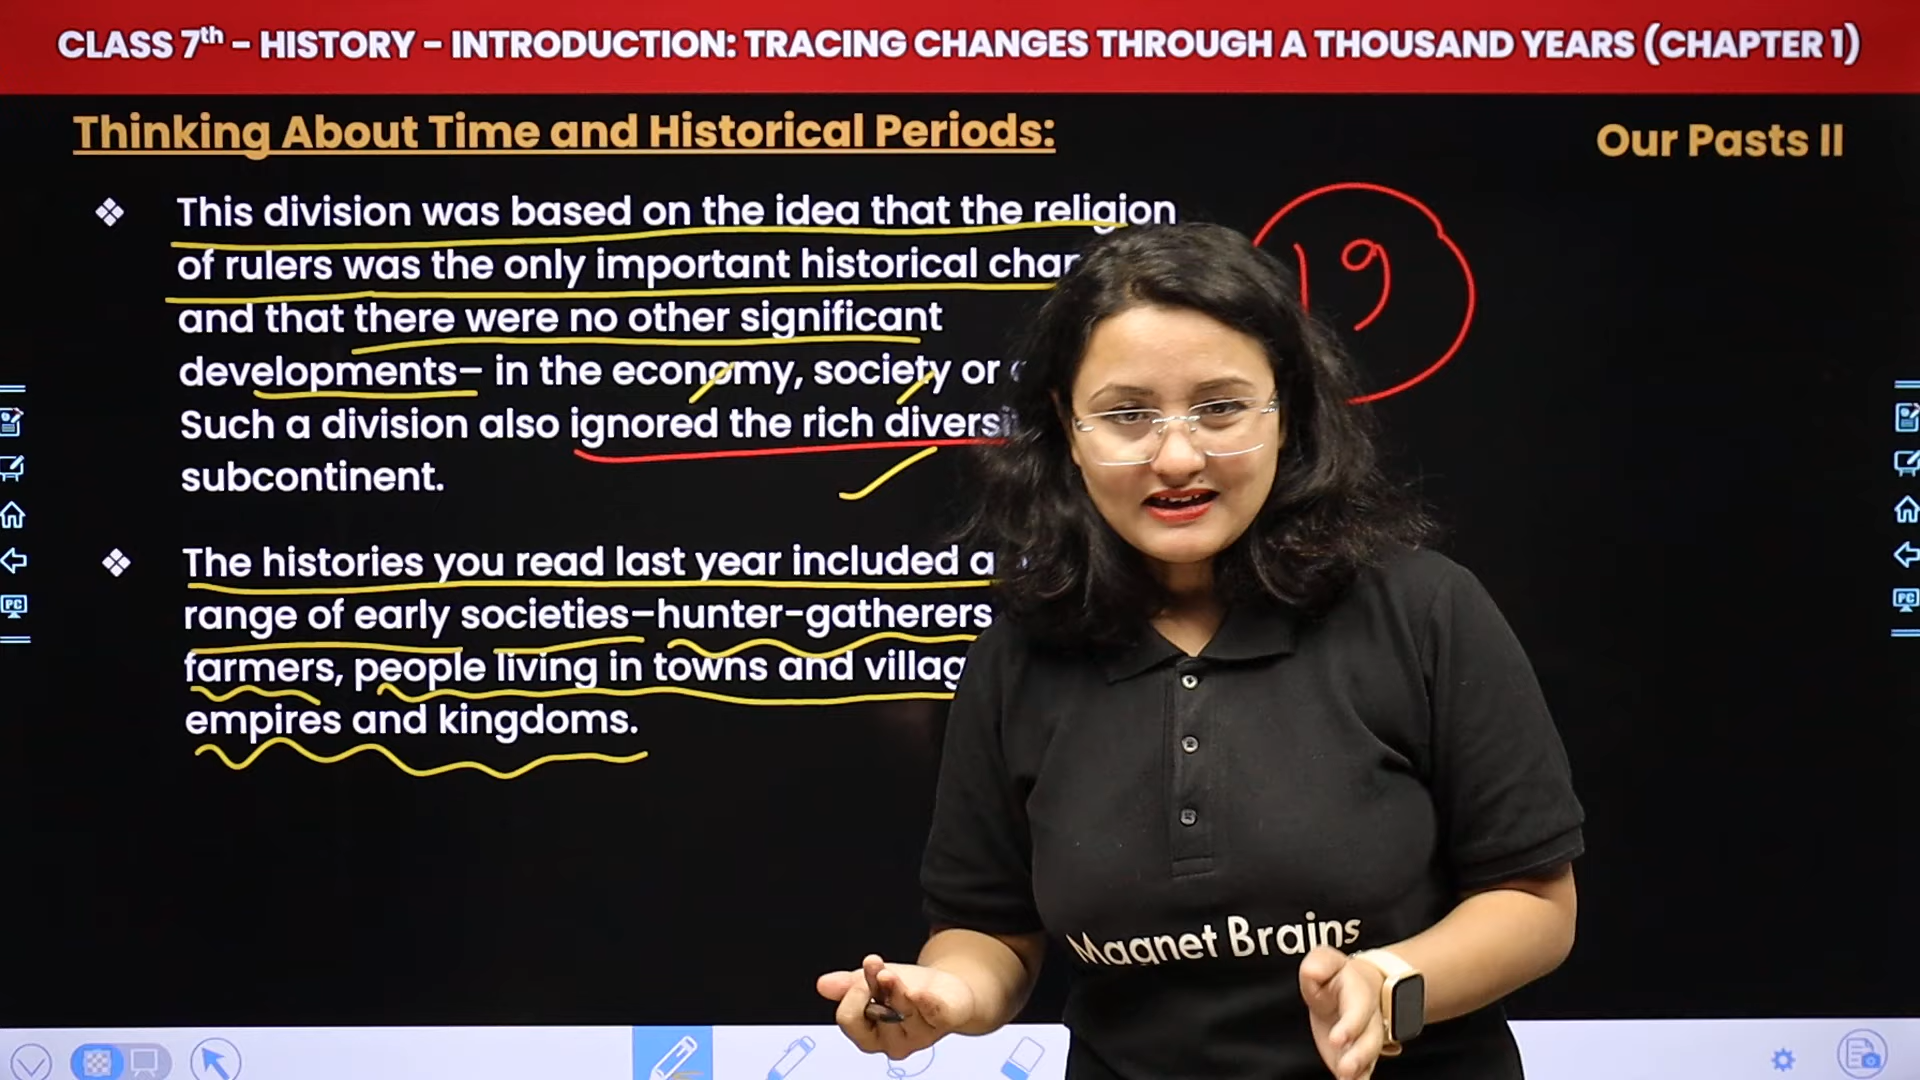 CLASS 7th – HISTORY – INTRODUCTION: TRACING CHANGES THROUGH A THOUSAND YEARS (CHAPTER 1)
Thinking About Time and Historical Periods:
Our Pasts II
❖ This division was based on the idea that the religion
of rulers was the only important historical
and that there were no other significant
developments– in the economy, society or
Such a division also ignored the rich
subcontinent.
19
❖ The histories you read last year included a
range of early societies–hunter-gatherers
farmers, people living in towns and
empires and kingdoms.
PC
PC
Magnet Brains